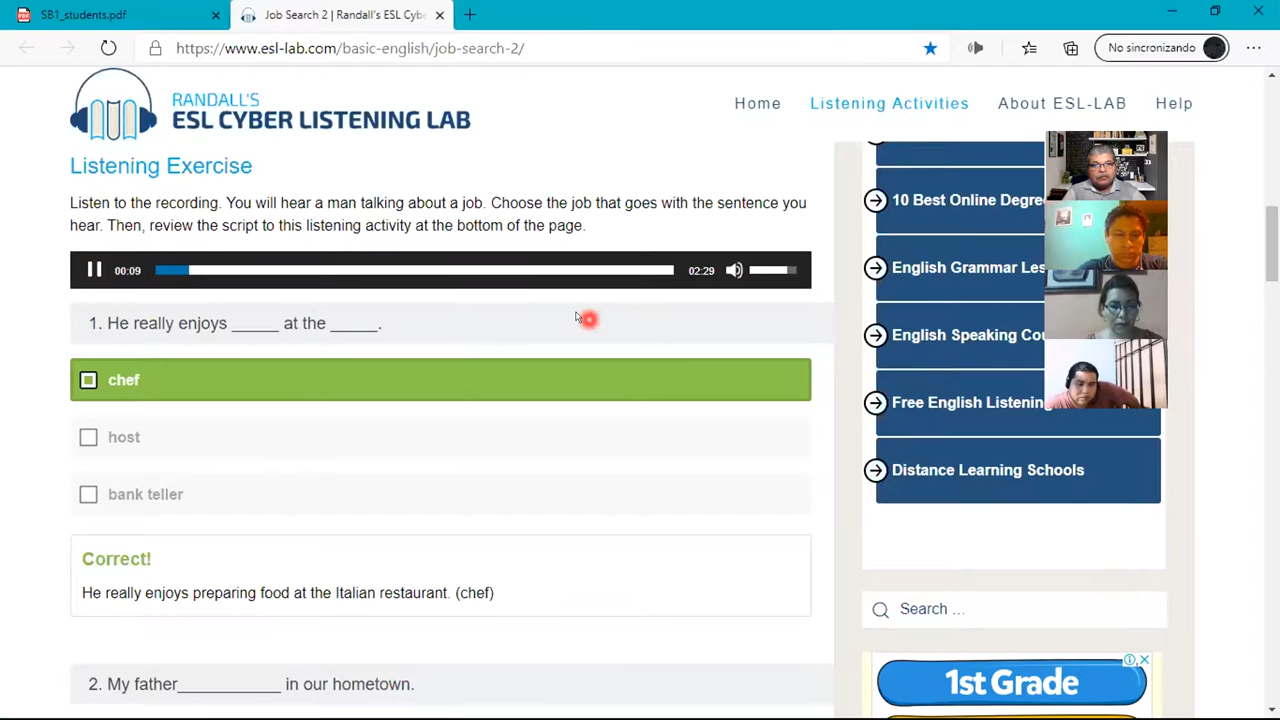 SB1_students.pdf
Job Search 2 | Randall's ESL Cybe
https://www.esl-lab.com/basic-english/job-search-2/
No sincronizando
RANDALL'S
ESL CYBER LISTENING LAB
Home
Listening Activities
About ESL-LAB
Help
Listening Exercise
Listen to the recording. You will hear a man talking about a job. Choose the job that goes with the sentence you
hear. Then, review the script to this listening activity at the bottom of the page.
00:09
02:29
1. He really enjoys _____ at the _____.
chef
host
bank teller
Correct!
He really enjoys preparing food at the Italian restaurant. (chef)
2. My father___________ in our hometown.
10 Best Online Degre
English Grammar Les
English Speaking Cou
Free English Listening
Distance Learning Schools
Search …
1st Grade